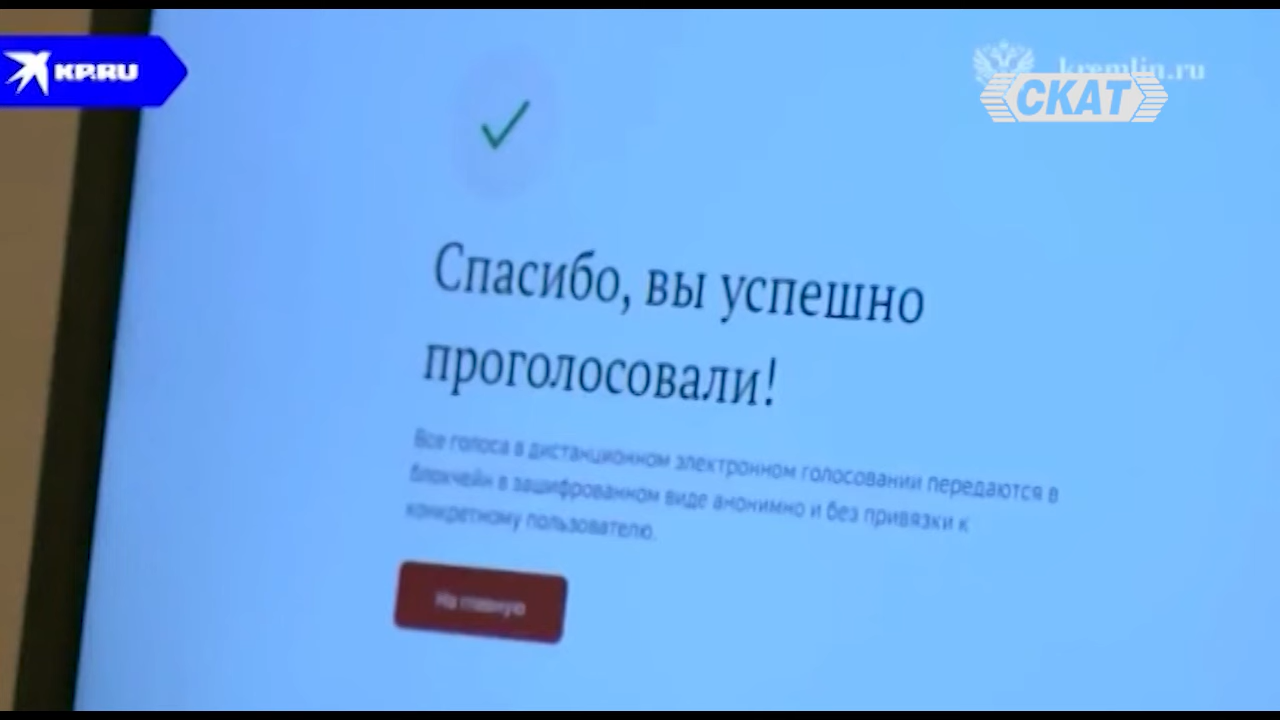 KP.RU
kremlin.ru
СКАТ
Спасибо, вы успешно
проголосовали!
Все голоса в дистанционном электронном голосовании передаются в
блокчейн в зашифрованном виде анонимно и без привязки к
конкретному пользователю.
На главную